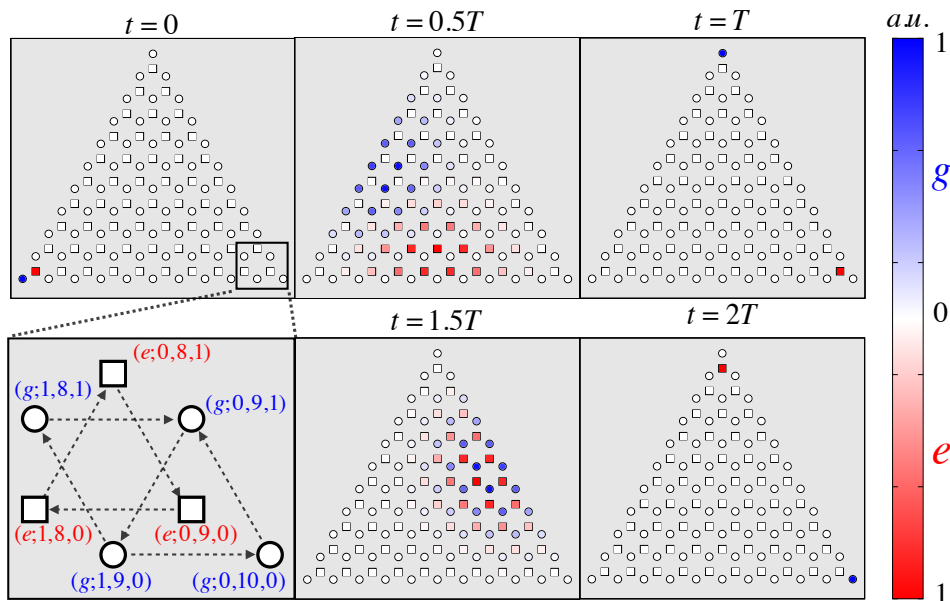 t = 0
t = 0.5T
t = T
a.u.
1
g
0
e
1
t = 1.5T
t = 2T
(e;0,8,1)
(g;1,8,1)
(g;0,9,1)
(e;1,8,0)
(e;0,9,0)
(g;1,9,0)
(g;0,10,0)